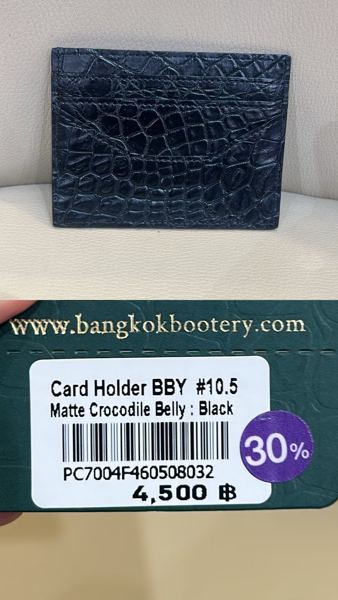 www.bangkokbootery.com
Card Holder BBY #10.5
Matte Crocodile Belly : Black
30%
PC7004F460508032
4,500 ฿